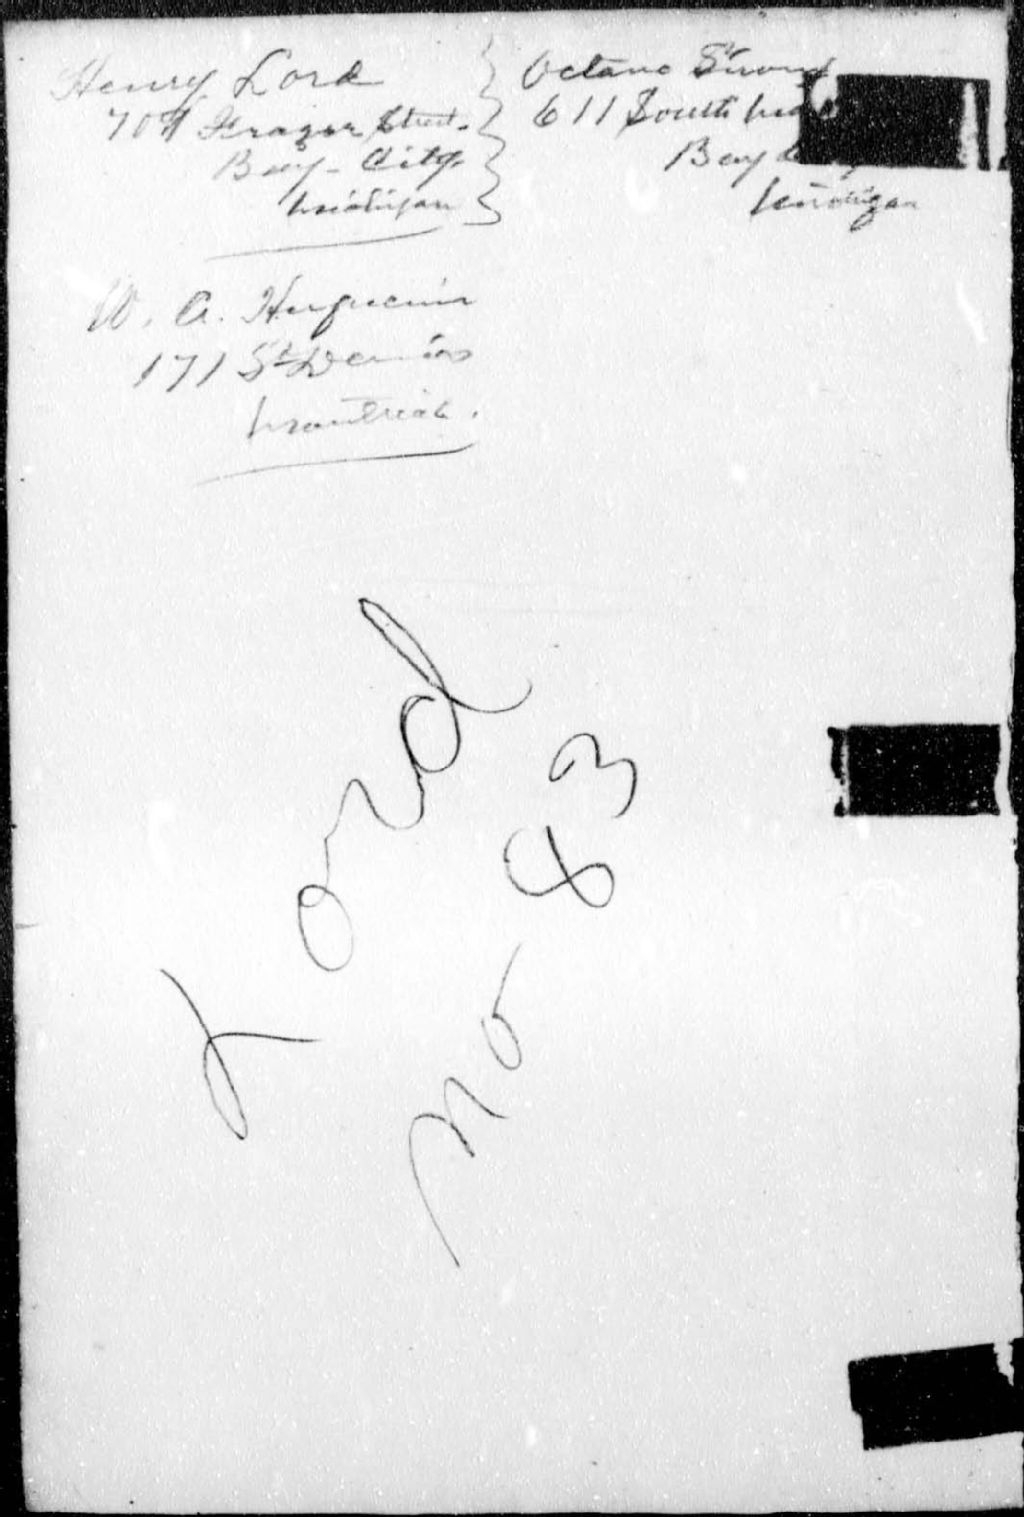 Henry Lord
Frazer Street.
Bay-City
Michigan
Octave
611 South
Bay
Michigan
W. A. Huguenin
171 St Denis
Montreal.
Lord
No 83